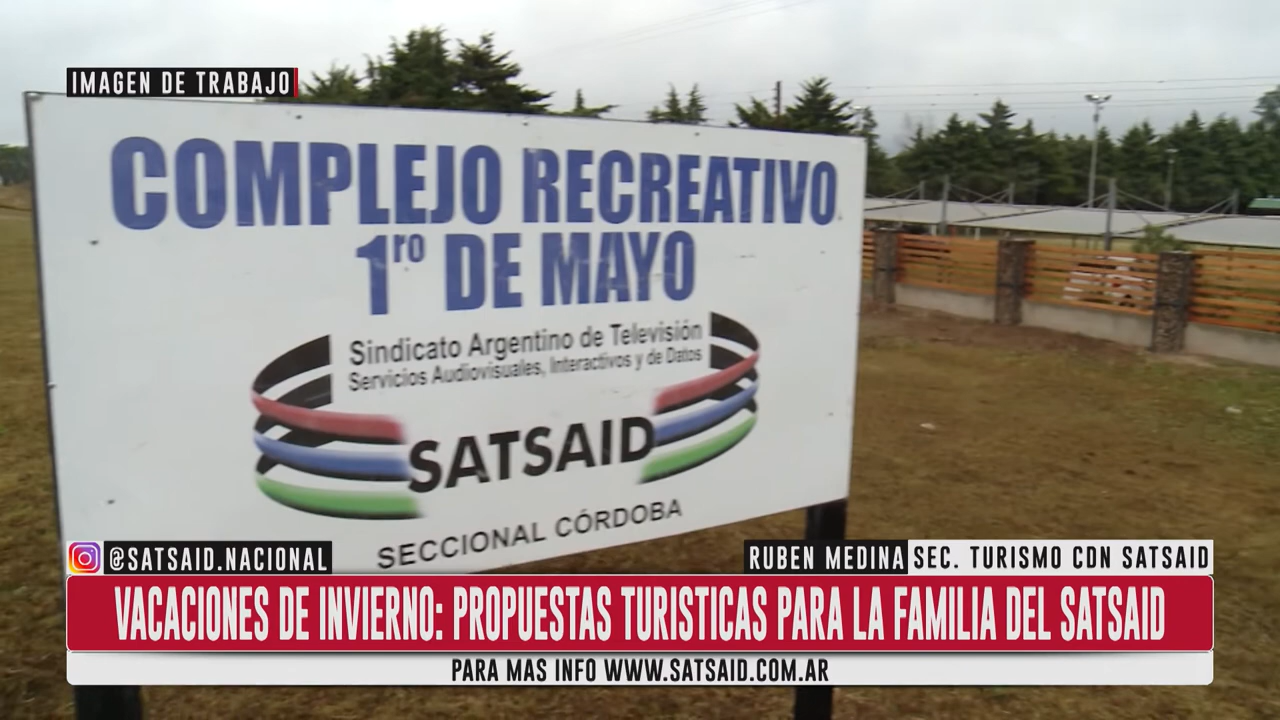 IMAGEN DE TRABAJO
COMPLEJO RECREATIVO
1ro DE MAYO
Sindicato Argentino de Televisión
Servicios Audiovisuales, Interactivos y de Datos
SATSAID
SECCIONAL CÓRDOBA
@SATSAID.NACIONAL
RUBEN MEDINA SEC. TURISMO CDN SATSAID
VACACIONES DE INVIERNO: PROPUESTAS TURISTICAS PARA LA FAMILIA DEL SATSAID
PARA MAS INFO WWW.SATSAID.COM.AR